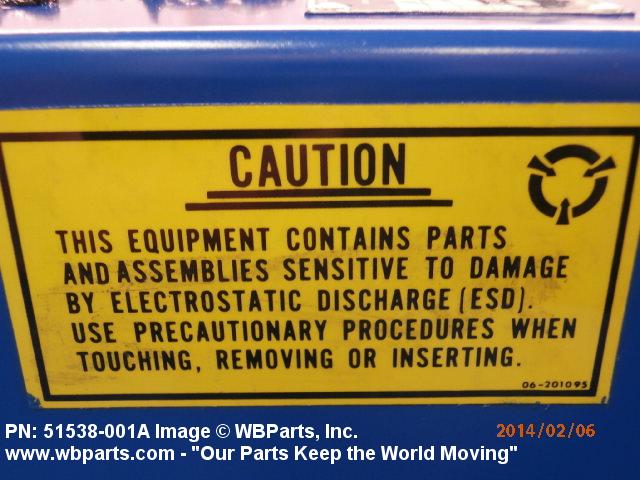 CAUTION
THIS EQUIPMENT CONTAINS PARTS
AND ASSEMBLIES SENSITIVE TO DAMAGE
BY ELECTROSTATIC DISCHARGE (ESD).
USE PRECAUTIONARY PROCEDURES WHEN
TOUCHING, REMOVING OR INSERTING.
06-201095
PN: 51538-001A Image © WBParts, Inc.
2014/02/06
www.wbparts.com - "Our Parts Keep the World Moving"